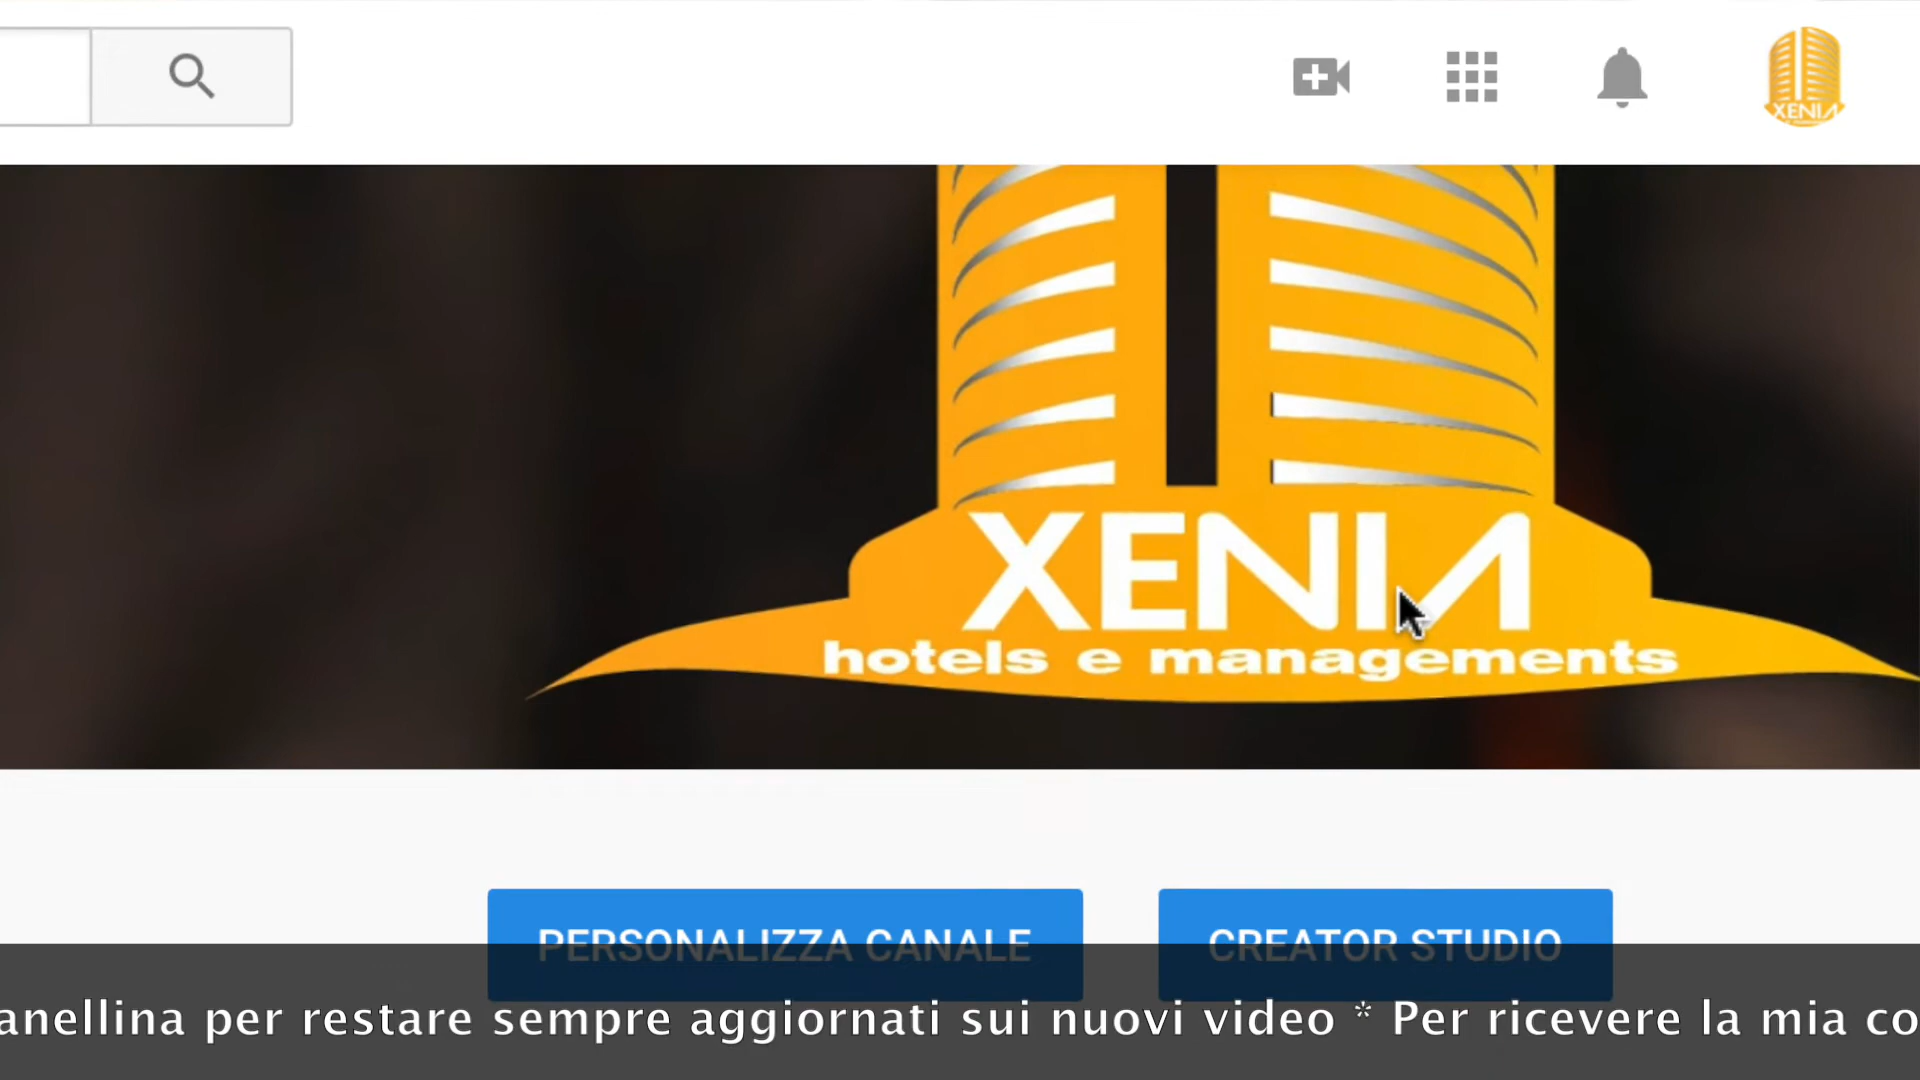 XENIA
XENIA
hotels e managements
PERSONALIZZA CANALE
CREATOR STUDIO
anellina per restare sempre aggiornati sui nuovi video * Per ricevere la mia co